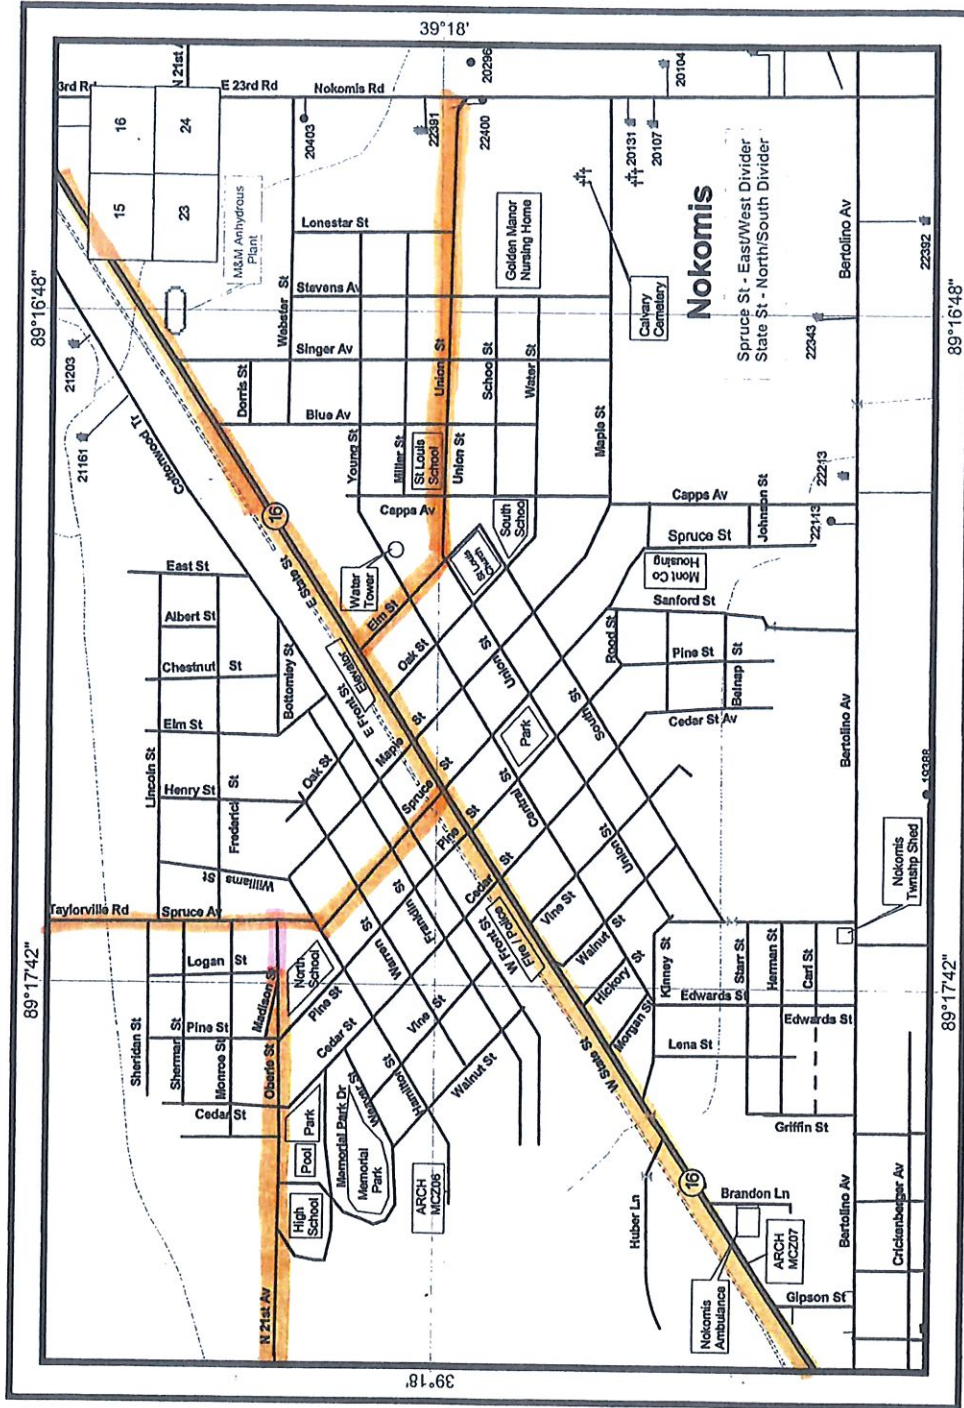 39°18'
89°16'48"
89°17'42"
89°16'48"
89°17'42"
39°18'
3rd Rd
N 21st A
E 23rd Rd
Nokomis Rd
20296
20104
20403
22391
22400
20131
20107
16
24
15
23
M&M Anhydrous
Plant
Lonestar St
Stevens Av
Webster St
Singer Av
Dorris St
Blue Av
Golden Manor
Nursing Home
Calvary
Cemetery
Nokomis
Spruce St - East/West Divider
State St - North/South Divider
Bertolino Av
22392
22343
21203
21161
Cottonwood Tr
Young St
Miller St
St Louis
School
Union St
Union St
School St
Water St
Maple St
Capps Av
Capps Av
South
School
St Louis
Church
Water
Tower
16
E State St
Elm St
Elevator
E Front St
Oak St
Union St
South St
Spruce St
Johnson St
22213
22113
Mont Co
Housing
Sanford St
Rood St
Pine St
Belnap St
Cedar St Av
Bertolino Av
19388
East St
Albert St
Chestnut St
Bottomley St
Elm St
Lincoln St
Henry St
Frederick St
Williams St
Oak St
Maple St
Spruce St
Pine St
Central St
Park
Union St
Cedar St
Franklin St
Warren St
W Front St
Fire / Police
Vine St
Walnut St
Hickory St
Morgan St
Kinney St
Nokomis
Twnshp Shed
Taylorville Rd
Spruce Av
Logan St
Madison St
North
School
Sheridan St
Sherman St
Pine St
Monroe St
Oberle St
Cedar St
Pine St
Cedar St
Vine St
Hamilton St
Weaver St
Walnut St
W State St
Edwards St
Starr St
Herman St
Carl St
Edwards St
Lena St
Griffin St
Park
Pool
Memorial Park Dr
Memorial
Park
High
School
ARCH
MCZ06
N 21st Av
Huber Ln
16
Brandon Ln
Nokomis
Ambulance
ARCH
MCZ07
Gipson St
Bertolino Av
Crickenberger Av